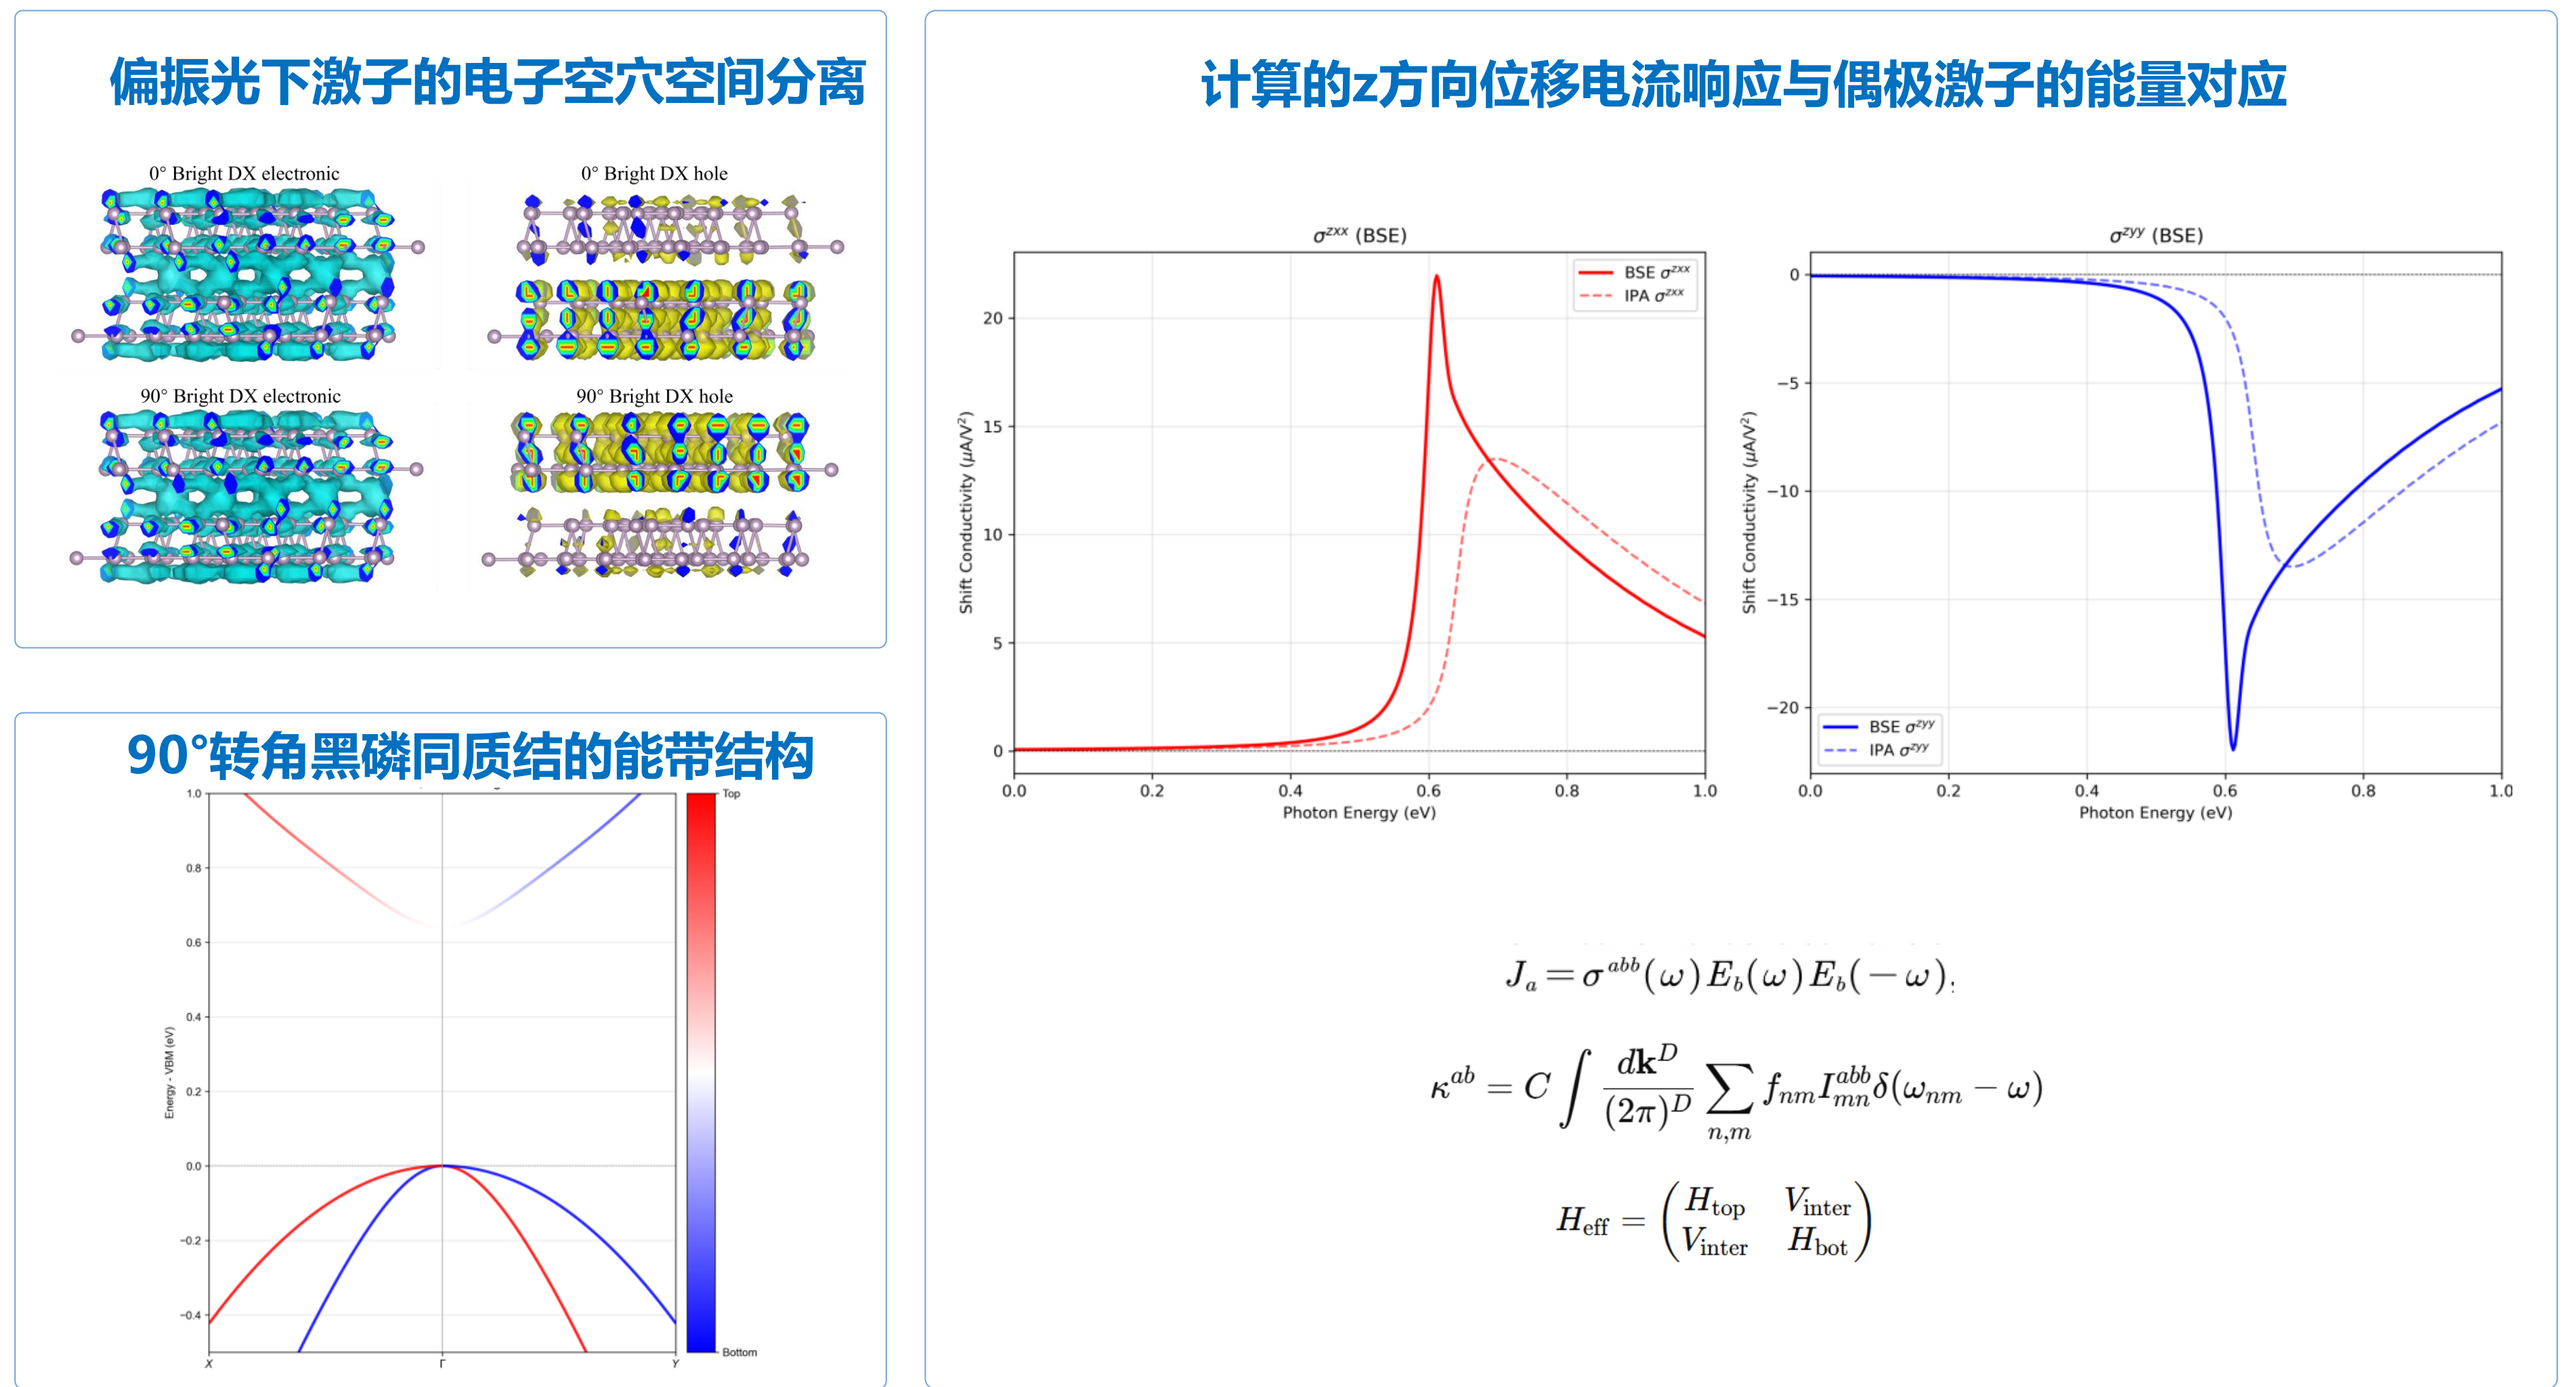 偏振光下激子的电子空穴空间分离
0° Bright DX electronic
0° Bright DX hole
90° Bright DX electronic
90° Bright DX hole
90°转角黑磷同质结的能带结构
1.0
0.8
0.6
0.4
0.2
0.0
−0.2
−0.4
Energy - VBM (eV)
X
Γ
Y
Top
Bottom
计算的z方向位移电流响应与偶极激子的能量对应
σ^{zxx} (BSE)
BSE σ^{zxx}
IPA σ^{zxx}
20
15
10
5
0
Shift Conductivity (μA/V²)
0.0 0.2 0.4 0.6 0.8 1.0
Photon Energy (eV)
σ^{zyy} (BSE)
0
−5
−10
−15
−20
Shift Conductivity (μA/V²)
BSE σ^{zyy}
IPA σ^{zyy}
0.0 0.2 0.4 0.6 0.8 1.0
Photon Energy (eV)
J_a = σ^{abb}(ω)E_b(ω)E_b(−ω)
κ^{ab} = C ∫ dk^D/(2π)^D ∑_{n,m} f_{nm} I_{mn}^{abb} δ(ω_{nm} − ω)
H_eff = ( H_top V_inter
V_inter H_bot )